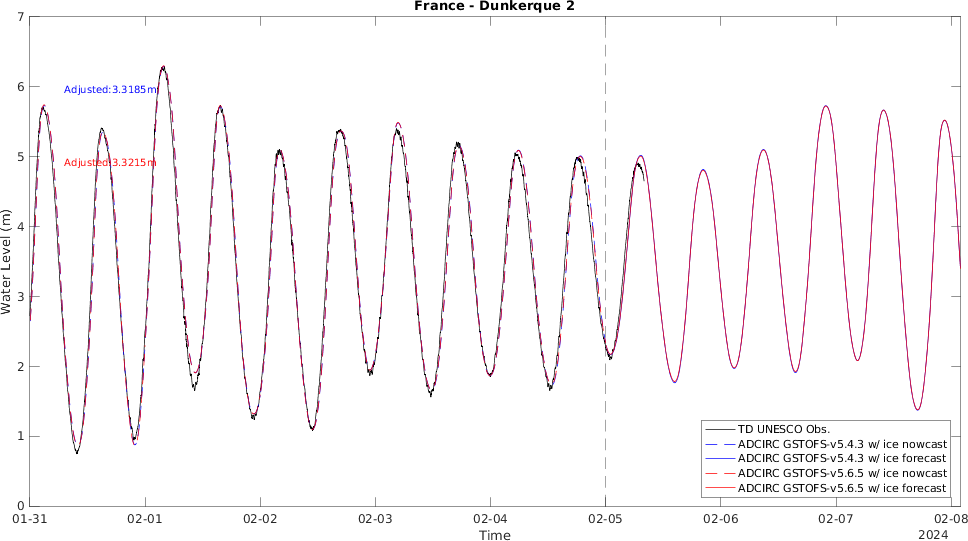 France - Dunkerque 2
7
6
5
4
3
2
1
0
Water Level (m)
Adjusted:3.3185m
Adjusted:3.3215m
TD UNESCO Obs.
ADCIRC GSTOFS-v5.4.3 w/ ice nowcast
ADCIRC GSTOFS-v5.4.3 w/ ice forecast
ADCIRC GSTOFS-v5.6.5 w/ ice nowcast
ADCIRC GSTOFS-v5.6.5 w/ ice forecast
01-31 02-01 02-02 02-03 02-04 02-05 02-06 02-07 02-08
Time
2024